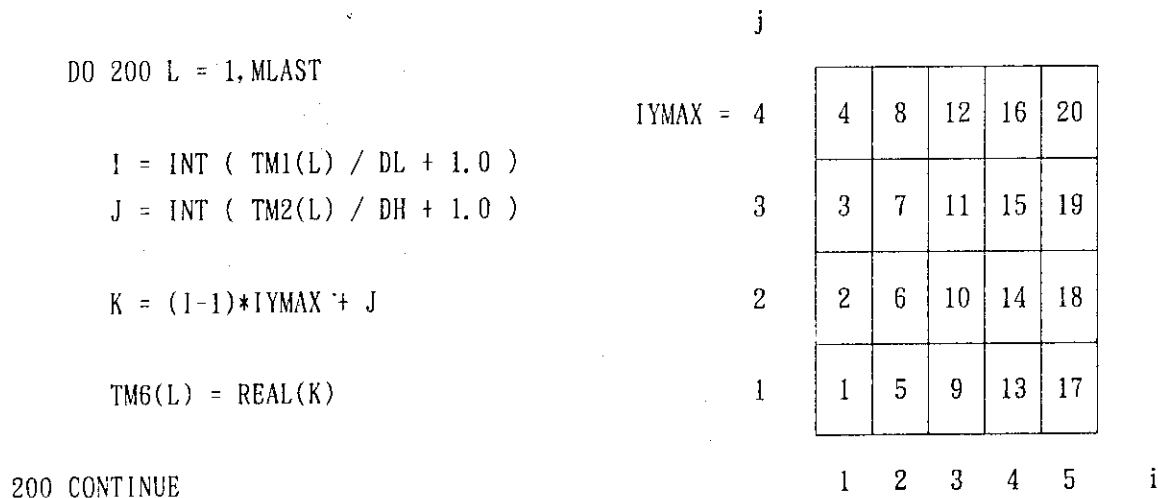 DO 200 L = 1, MLAST
I = INT ( TM1(L) / DL + 1.0 )
J = INT ( TM2(L) / DH + 1.0 )
K = (I-1)*IYMAX + J
TM6(L) = REAL(K)
200 CONTINUE
j
IYMAX = 4 4 8 12 16 20
3 3 7 11 15 19
2 2 6 10 14 18
1 1 5 9 13 17
1 2 3 4 5 i